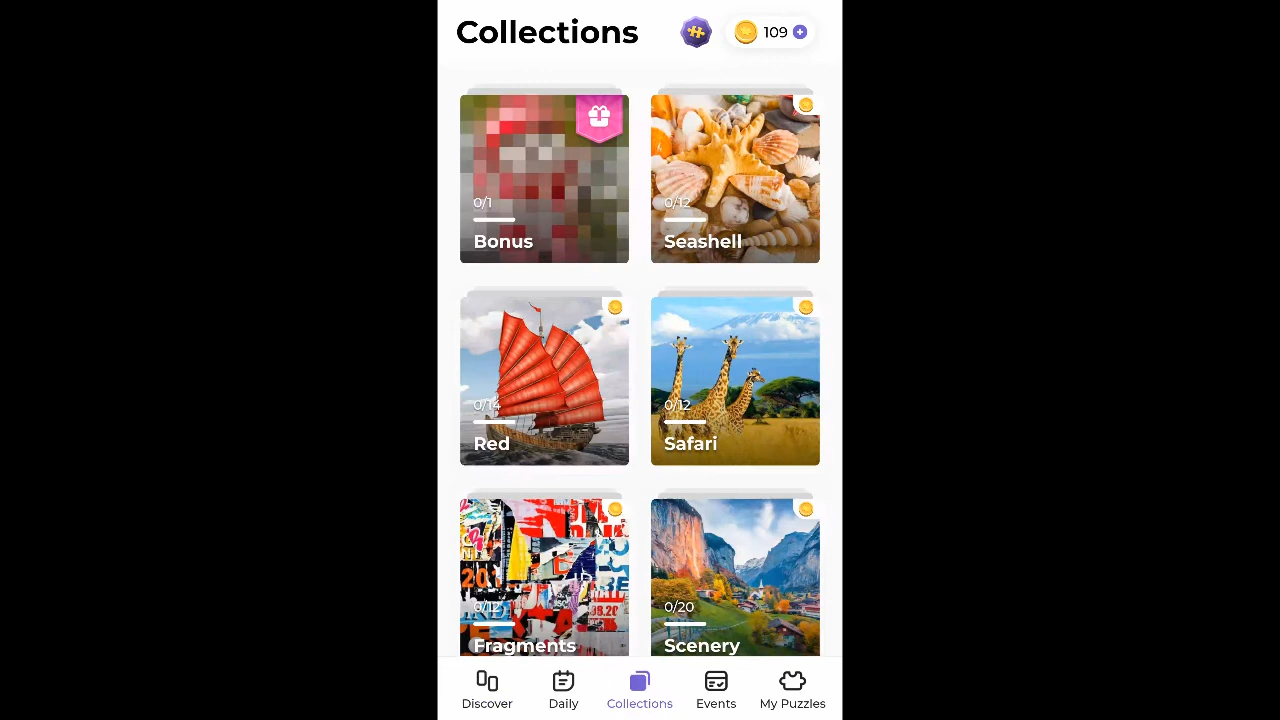 Collections
109
0/1
Bonus
0/12
Seashell
0/14
Red
0/12
Safari
0/12
Fragments
0/20
Scenery
Discover
Daily
Collections
Events
My Puzzles